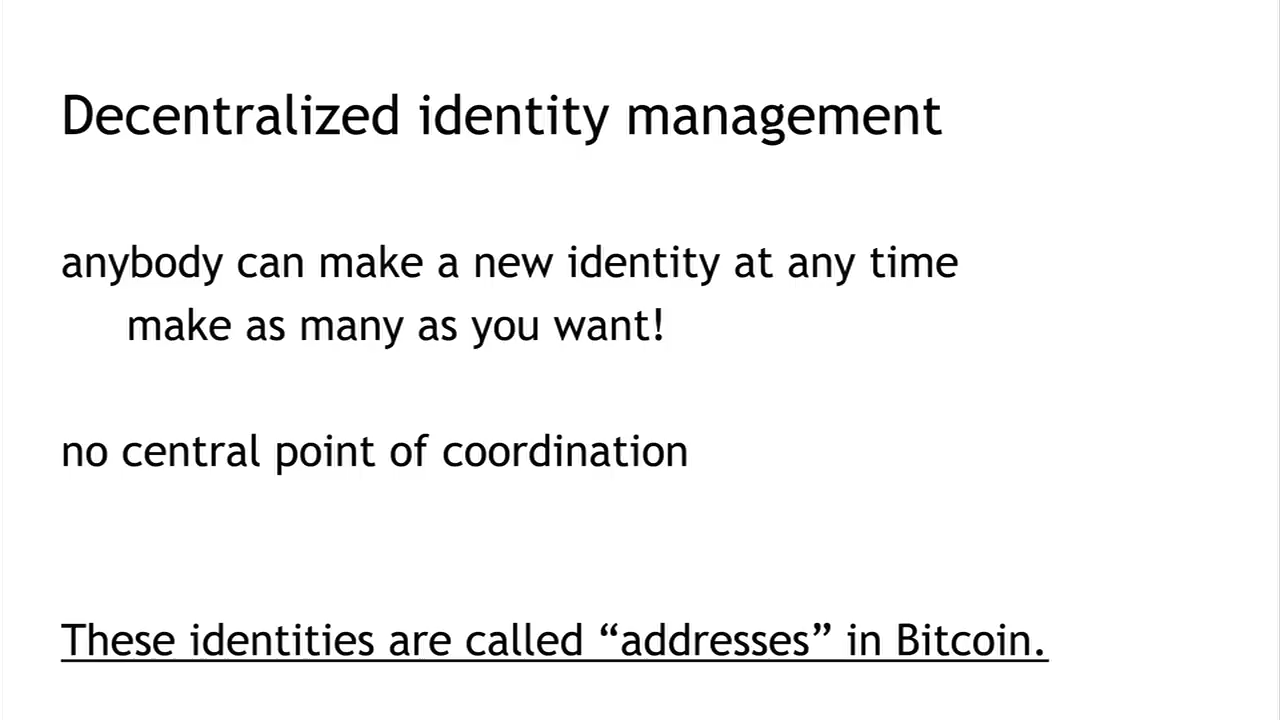 Decentralized identity management
anybody can make a new identity at any time
make as many as you want!
no central point of coordination
These identities are called “addresses” in Bitcoin.